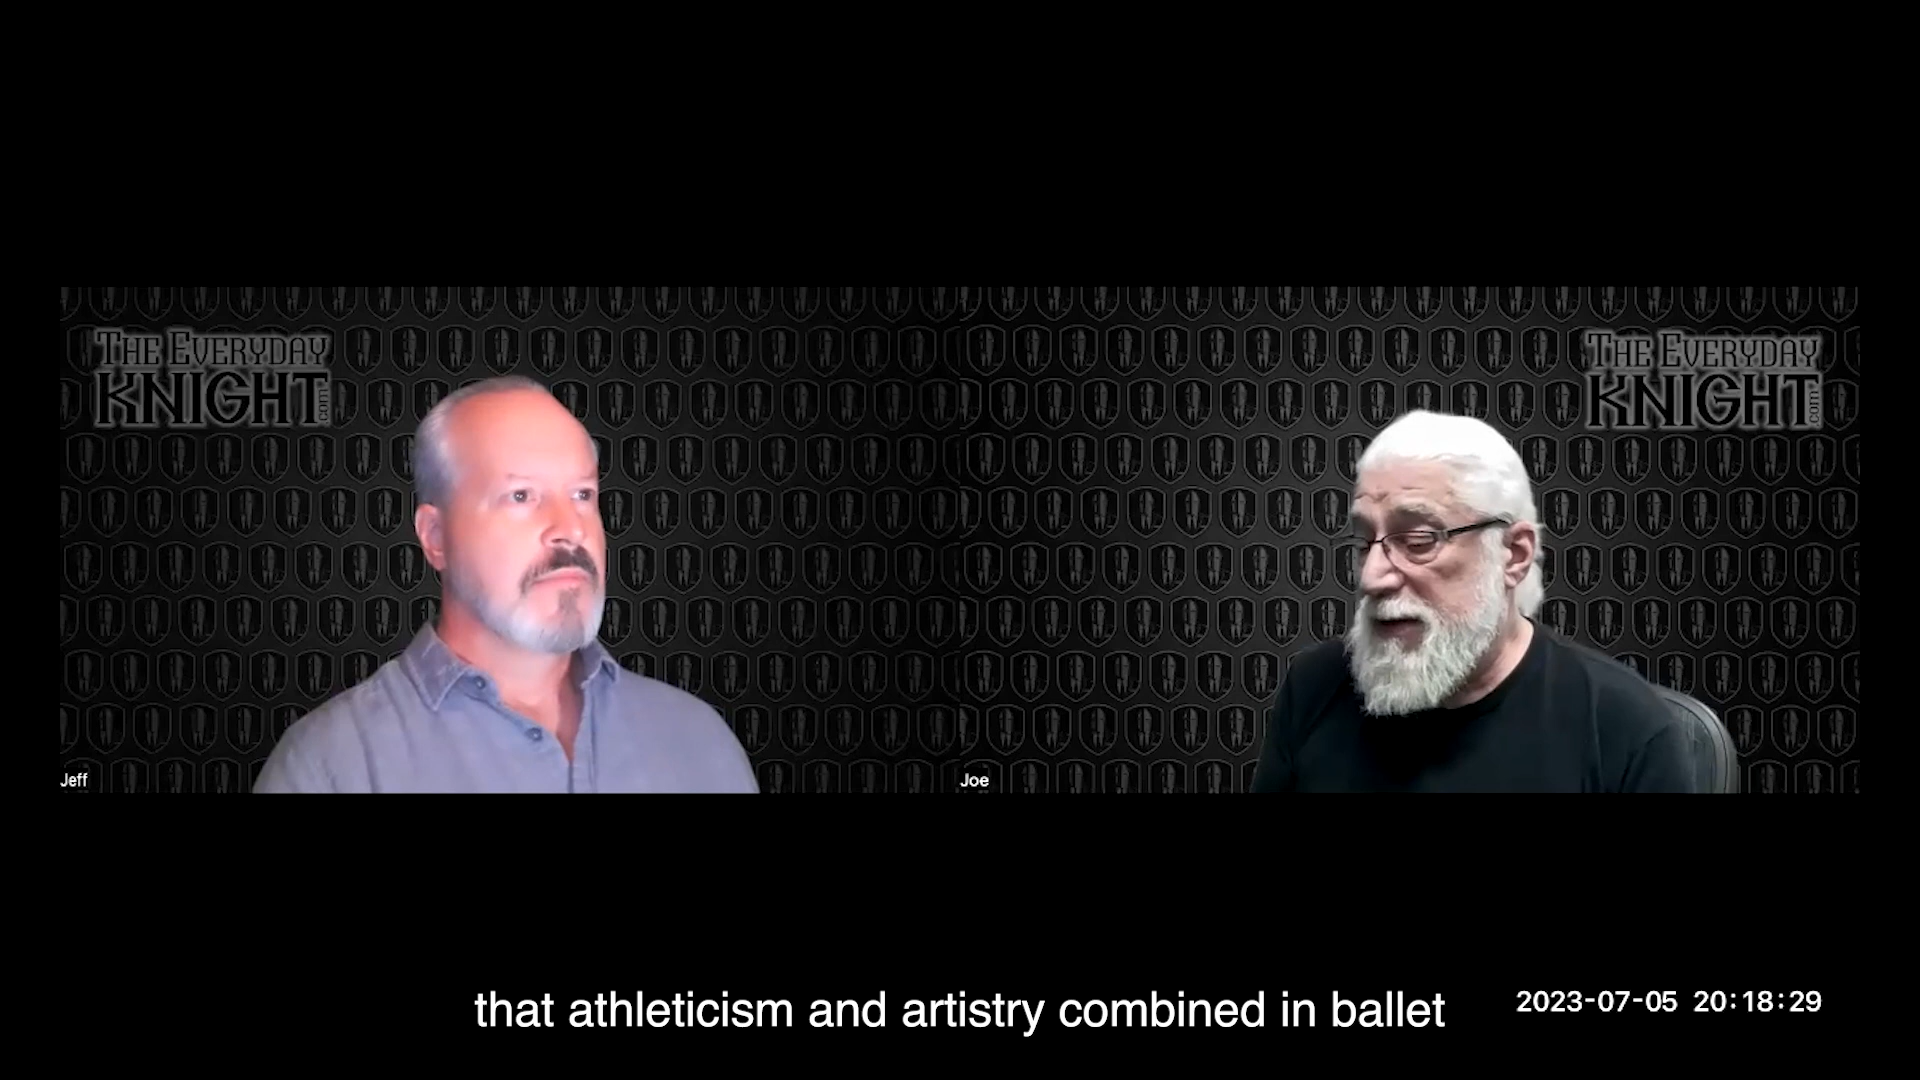 THE EVERYDAY
KNIGHT.com
THE EVERYDAY
KNIGHT.com
Jeff
Joe
that athleticism and artistry combined in ballet
2023-07-05 20:18:29